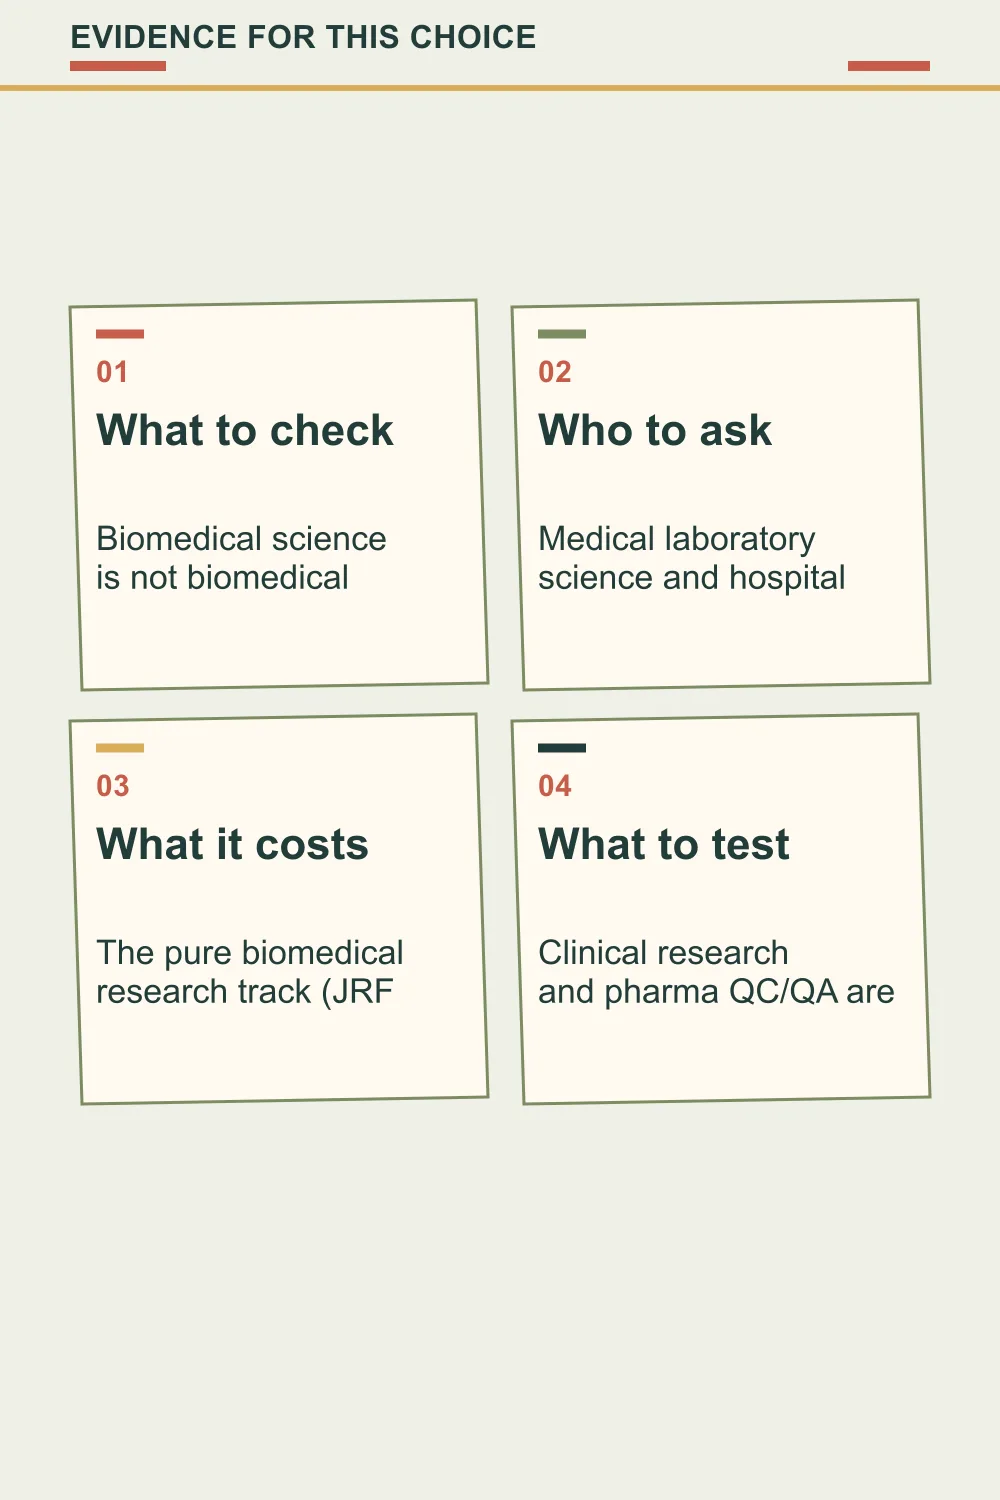 EVIDENCE FOR THIS CHOICE
01
What to check
Biomedical science
is not biomedical
02
Who to ask
Medical laboratory
science and hospital
03
What it costs
The pure biomedical
research track (JRF
04
What to test
Clinical research
and pharma QC/QA are